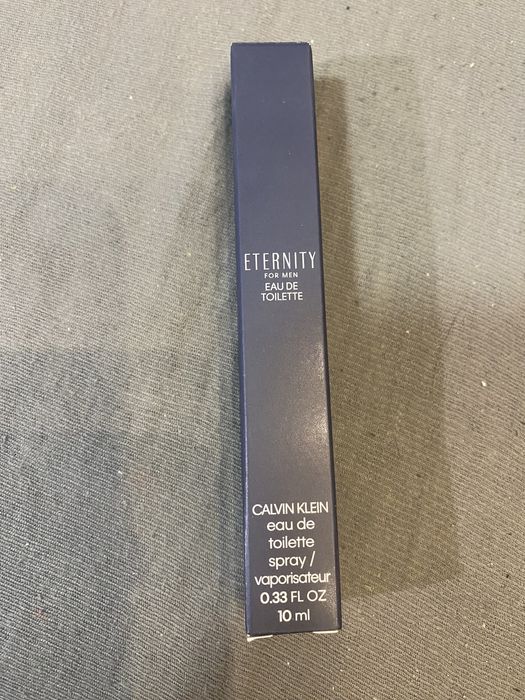 ETERNITY
FOR MEN
EAU DE
TOILETTE
CALVIN KLEIN
eau de
toilette
spray /
vaporisateur
0.33 FL OZ
10 ml